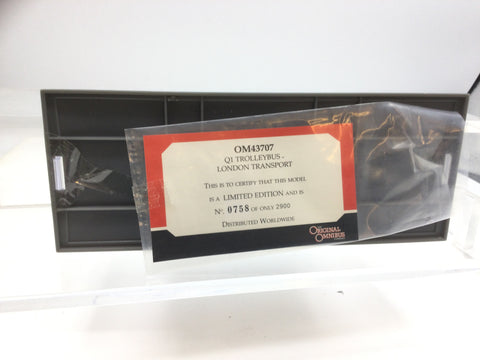 OM43707
Q1 TROLLEYBUS -
LONDON TRANSPORT
THIS IS TO CERTIFY THAT THIS MODEL
IS A LIMITED EDITION AND IS
Nº. 0758 OF ONLY 2900
DISTRIBUTED WORLDWIDE
ORIGINAL
OMNIBUS